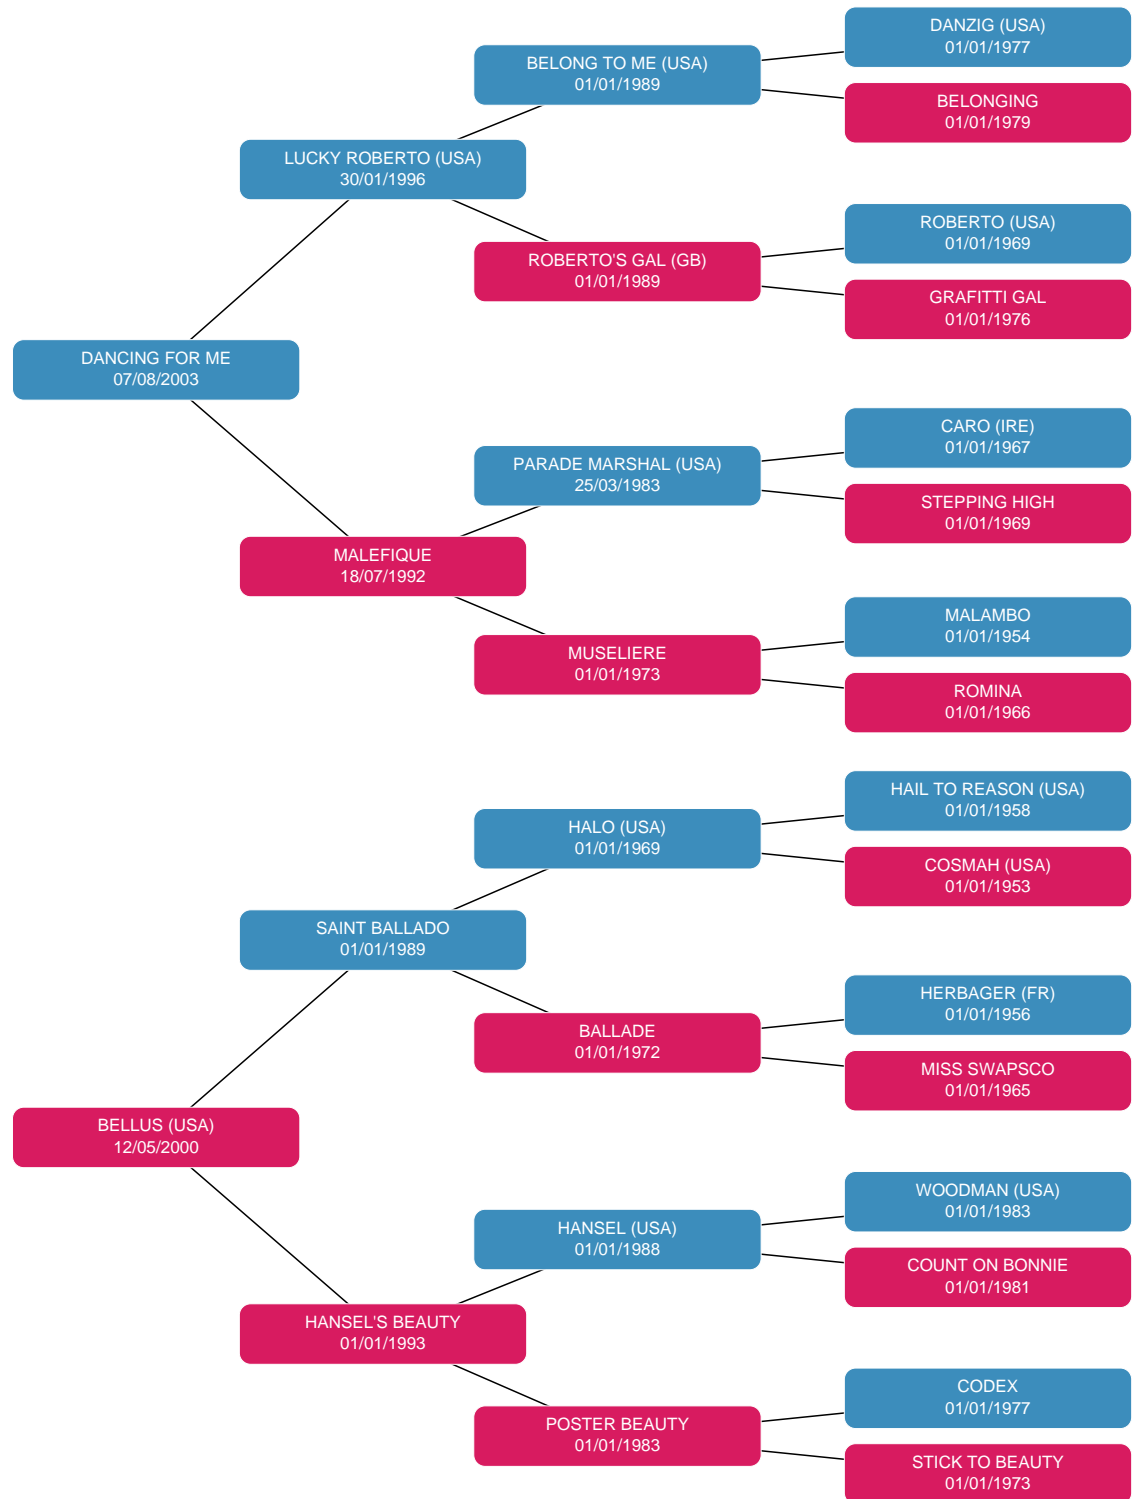 DANZIG (USA)
01/01/1977
BELONG TO ME (USA)
01/01/1989
BELONGING
01/01/1979
LUCKY ROBERTO (USA)
30/01/1996
ROBERTO (USA)
01/01/1969
ROBERTO'S GAL (GB)
01/01/1989
GRAFITTI GAL
01/01/1976
DANCING FOR ME
07/08/2003
CARO (IRE)
01/01/1967
PARADE MARSHAL (USA)
25/03/1983
STEPPING HIGH
01/01/1969
MALEFIQUE
18/07/1992
MALAMBO
01/01/1954
MUSELIERE
01/01/1973
ROMINA
01/01/1966
HAIL TO REASON (USA)
01/01/1958
HALO (USA)
01/01/1969
COSMAH (USA)
01/01/1953
SAINT BALLADO
01/01/1989
HERBAGER (FR)
01/01/1956
BALLADE
01/01/1972
MISS SWAPSCO
01/01/1965
BELLUS (USA)
12/05/2000
WOODMAN (USA)
01/01/1983
HANSEL (USA)
01/01/1988
COUNT ON BONNIE
01/01/1981
HANSEL'S BEAUTY
01/01/1993
CODEX
01/01/1977
POSTER BEAUTY
01/01/1983
STICK TO BEAUTY
01/01/1973